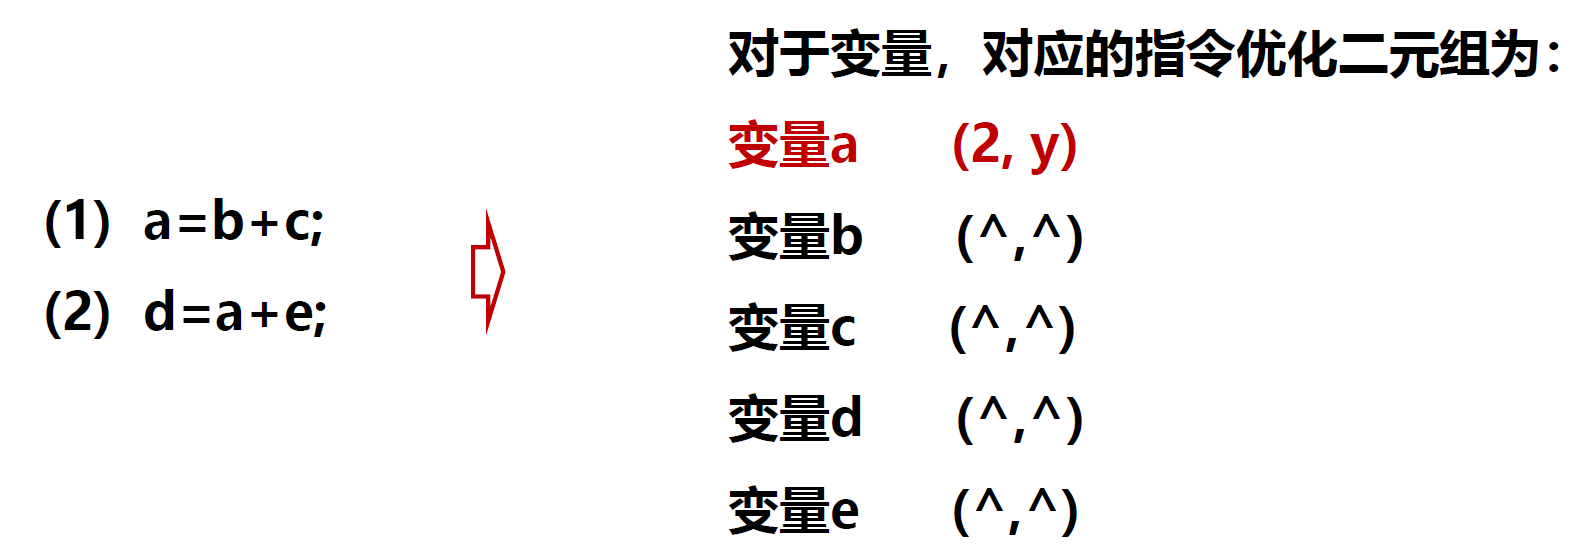 (1) a=b+c;
(2) d=a+e;
对于变量，对应的指令优化二元组为：
变量a (2, y)
变量b (^,^)
变量c (^,^)
变量d (^,^)
变量e (^,^)